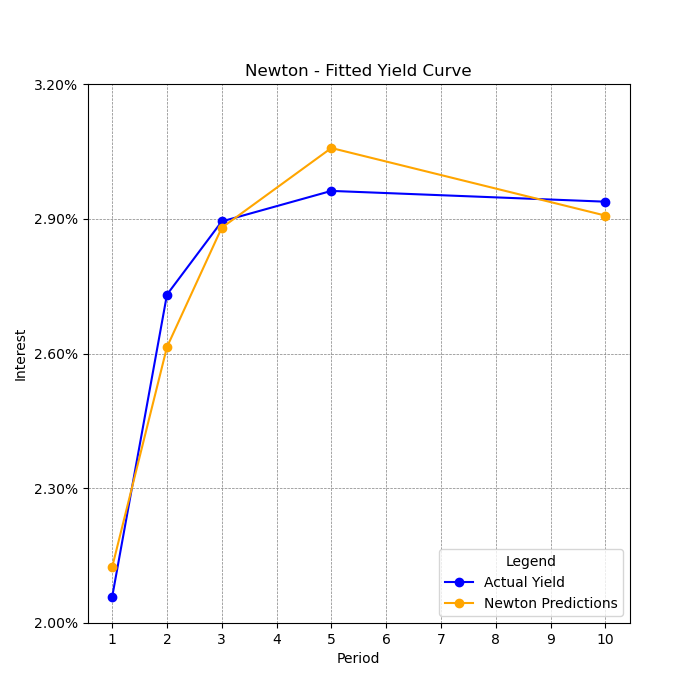 Newton - Fitted Yield Curve
3.20%
2.90%
2.60%
2.30%
2.00%
Interest
1 2 3 4 5 6 7 8 9 10
Period
Legend
Actual Yield
Newton Predictions